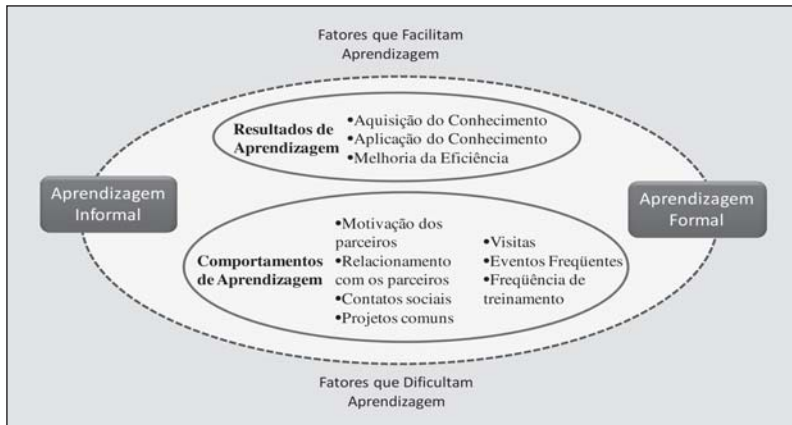 Fatores que Facilitam
Aprendizagem
Resultados de
Aprendizagem
•Aquisição do Conhecimento
•Aplicação do Conhecimento
•Melhoria da Eficiência
Aprendizagem
Informal
Aprendizagem
Formal
Comportamentos
de Aprendizagem
•Motivação dos
parceiros
•Relacionamento
com os parceiros
•Contatos sociais
•Projetos comuns
•Visitas
•Eventos Freqüentes
•Freqüência de
treinamento
Fatores que Dificultam
Aprendizagem